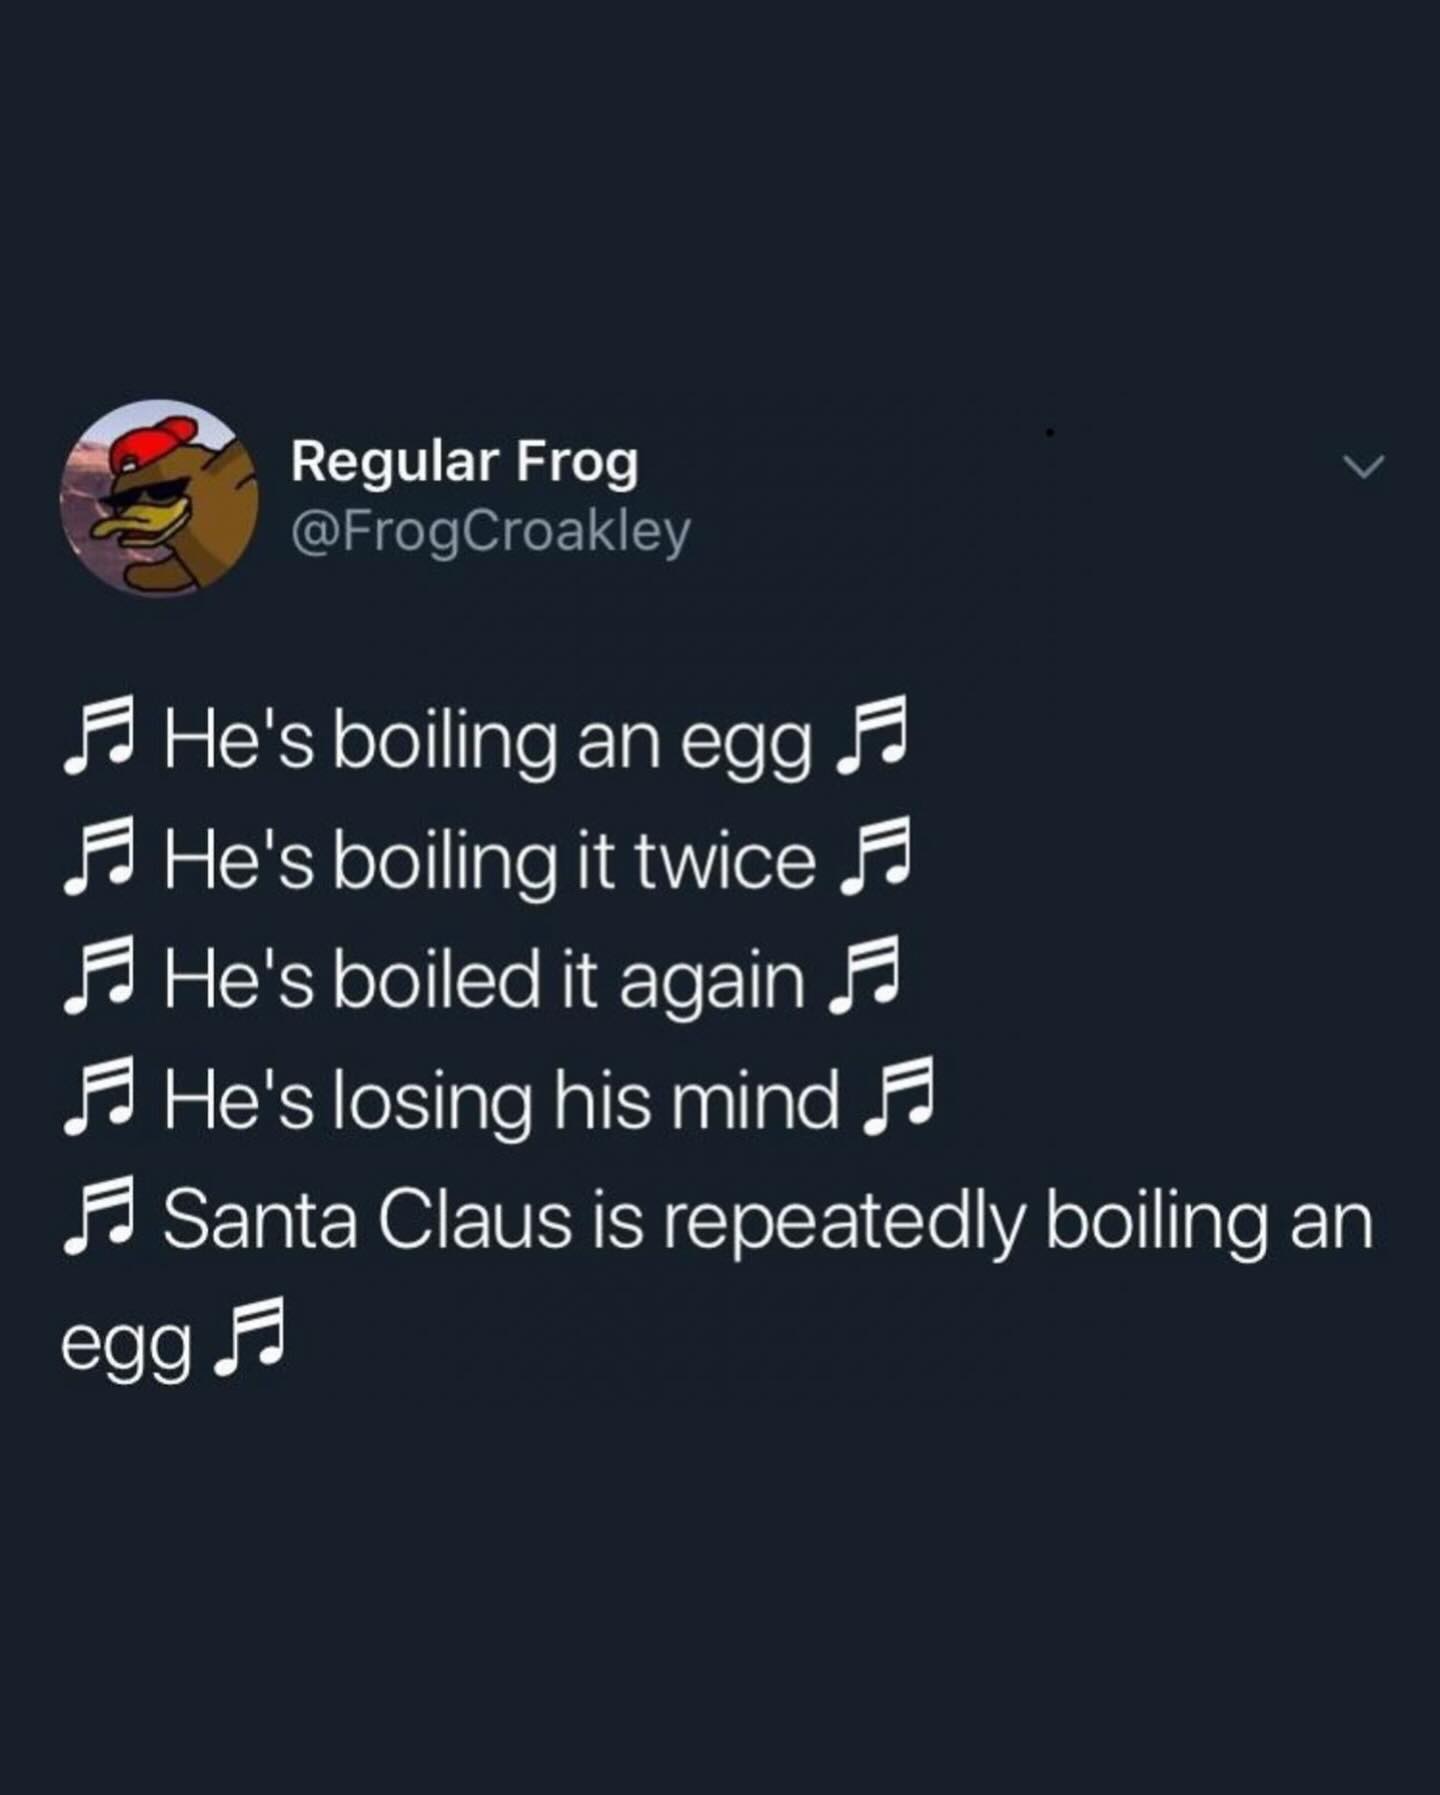 Regular Frog
@FrogCroakley
🎵 He's boiling an egg 🎵
🎵 He's boiling it twice 🎵
🎵 He's boiled it again 🎵
🎵 He's losing his mind 🎵
🎵 Santa Claus is repeatedly boiling an
egg 🎵